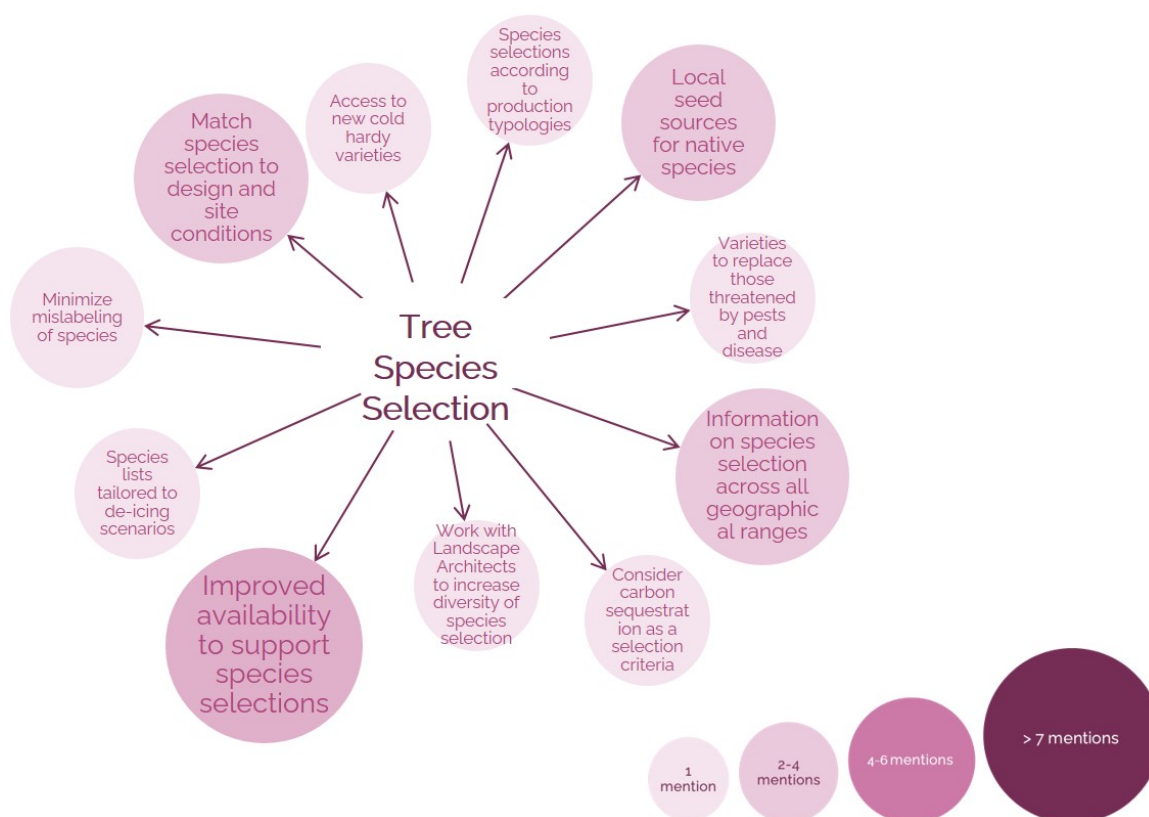 Species
selections
according
to
production
typologies
Local
seed
sources
for native
species
Access to
new cold
hardy
varieties
Match
species
selection to
design and
site
conditions
Varieties
to replace
those
threatened
by pests
and
disease
Minimize
mislabeling
of species
Tree
Species
Selection
Information
on species
selection
across all
geographic
al ranges
Species
lists
tailored to
de-icing
scenarios
Work with
Landscape
Architects
to increase
diversity of
species
selection
Consider
carbon
sequestrat
ion as a
selection
criteria
Improved
availability
to support
species
selections
1
mention
2-4
mentions
4-6 mentions
> 7 mentions